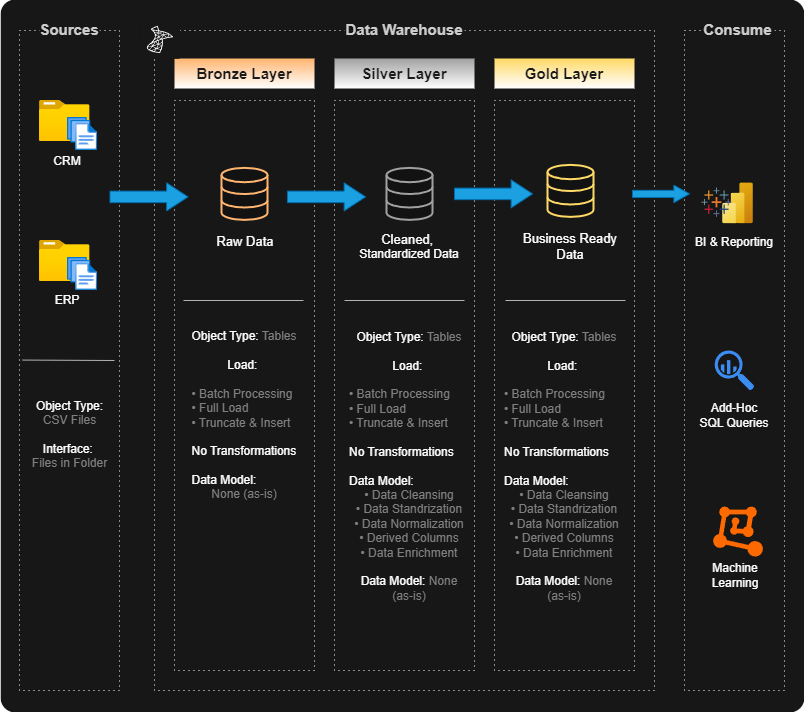 Sources
CRM
ERP
Object Type:
CSV Files
Interface:
Files in Folder
Data Warehouse
Bronze Layer
Raw Data
Object Type: Tables
Load:
• Batch Processing
• Full Load
• Truncate & Insert
No Transformations
Data Model:
None (as-is)
Silver Layer
Cleaned,
Standardized Data
Object Type: Tables
Load:
• Batch Processing
• Full Load
• Truncate & Insert
No Transformations
Data Model:
• Data Cleansing
• Data Standrization
• Data Normalization
• Derived Columns
• Data Enrichment
Data Model: None
(as-is)
Gold Layer
Business Ready
Data
Object Type: Tables
Load:
• Batch Processing
• Full Load
• Truncate & Insert
No Transformations
Data Model:
• Data Cleansing
• Data Standrization
• Data Normalization
• Derived Columns
• Data Enrichment
Data Model: None
(as-is)
Consume
BI & Reporting
Add-Hoc
SQL Queries
Machine
Learning